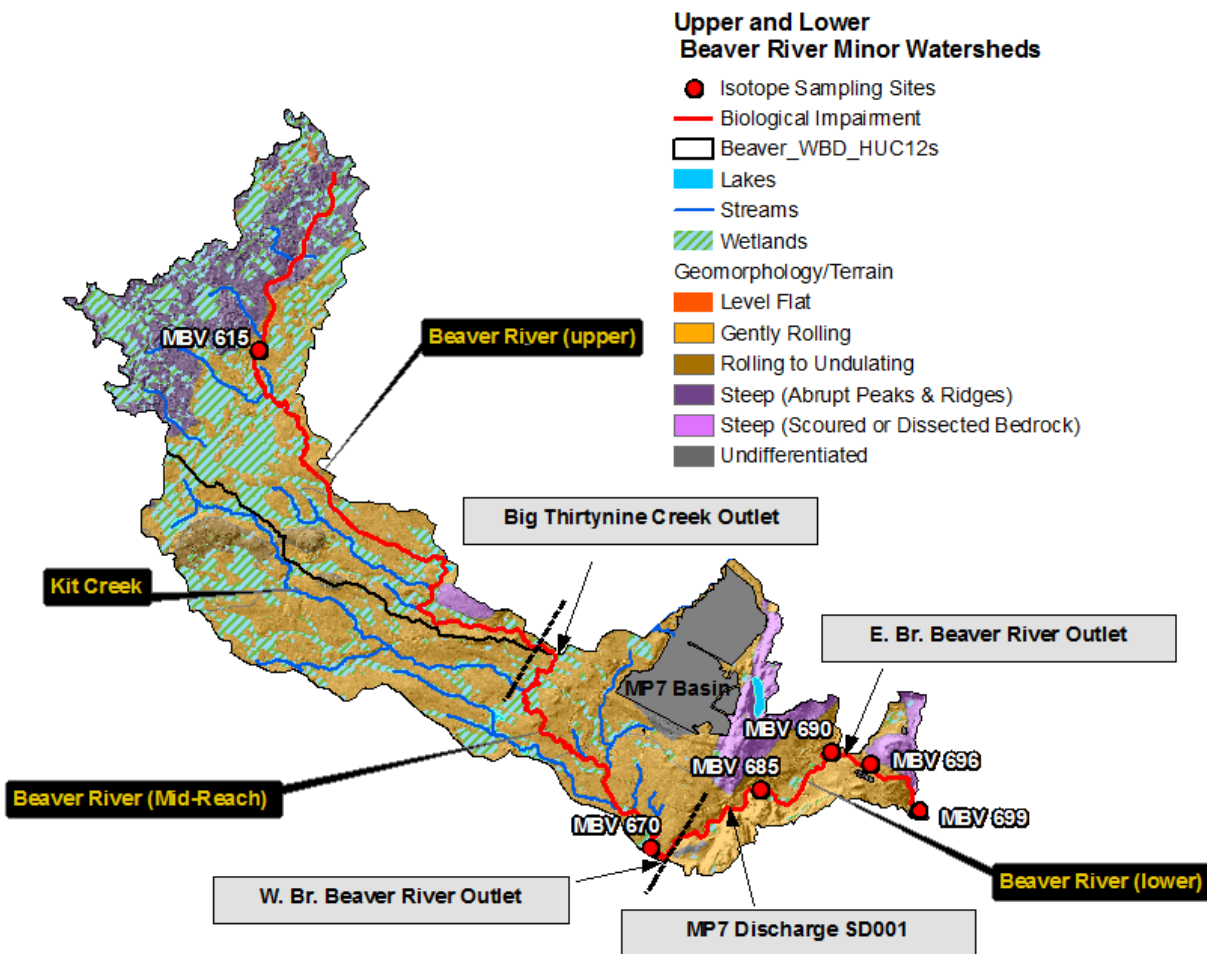 Upper and Lower
Beaver River Minor Watersheds
Isotope Sampling Sites
Biological Impairment
Beaver_WBD_HUC12s
Lakes
Streams
Wetlands
Geomorphology/Terrain
Level Flat
Gently Rolling
Rolling to Undulating
Steep (Abrupt Peaks & Ridges)
Steep (Scoured or Dissected Bedrock)
Undifferentiated
MBV 615
Beaver River (upper)
Big Thirtynine Creek Outlet
Kit Creek
E. Br. Beaver River Outlet
MP7 Basin
MBV 690
MBV 696
MBV 685
Beaver River (Mid-Reach)
MBV 699
MBV 670
Beaver River (lower)
W. Br. Beaver River Outlet
MP7 Discharge SD001